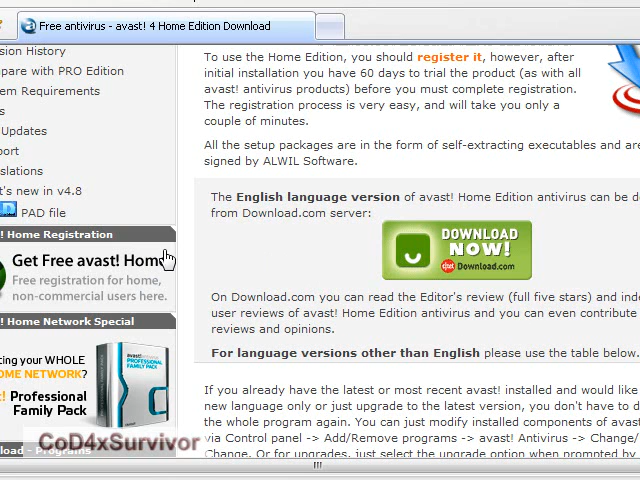 Free antivirus - avast! 4 Home Edition Download
sion History
pare with PRO Edition
em Requirements
s
Updates
port
slations
t's new in v4.8
PAD file
! Home Registration
Get Free avast! Hom
Free registration for home,
non-commercial users here.
! Home Network Special
ting your WHOLE
OME NETWORK?
t! Professional
Family Pack
PROFESSIONAL
FAMILY PACK
load - Programs
CoD4xSurvivor
To use the Home Edition, you should register it, however, after
initial installation you have 60 days to trial the product (as with all
avast! antivirus products) before you must complete registration.
The registration process is very easy, and will take you only a
couple of minutes.
All the setup packages are in the form of self-extracting executables and are
signed by ALWIL Software.
The English language version of avast! Home Edition antivirus can be d
from Download.com server:
DOWNLOAD
NOW!
c|net Download.com
On Download.com you can read the Editor's review (full five stars) and inde
user reviews of avast! Home Edition antivirus and you can even contribute
reviews and opinions.
For language versions other than English please use the table below.
If you already have the latest or most recent avast! installed and would like
new language only or just upgrade to the latest version, you don't have to d
the whole program again. You can just modify installed components of avast
via Control panel -> Add/Remove programs -> avast! Antivirus -> Change/
Change. Or for upgrades, just select the upgrade option when prompted by